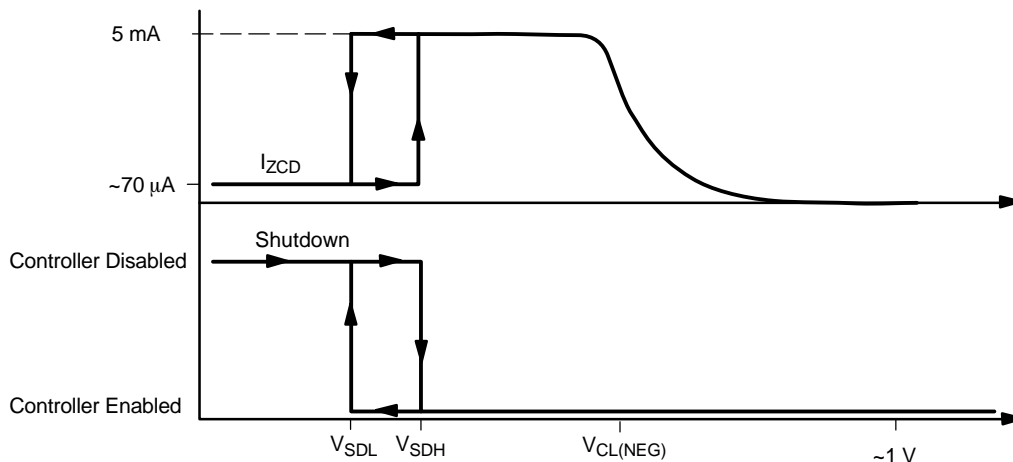 5 mA
I_ZCD
~70 μA
Shutdown
Controller Disabled
Controller Enabled
V_SDL V_SDH V_CL(NEG) ~1 V